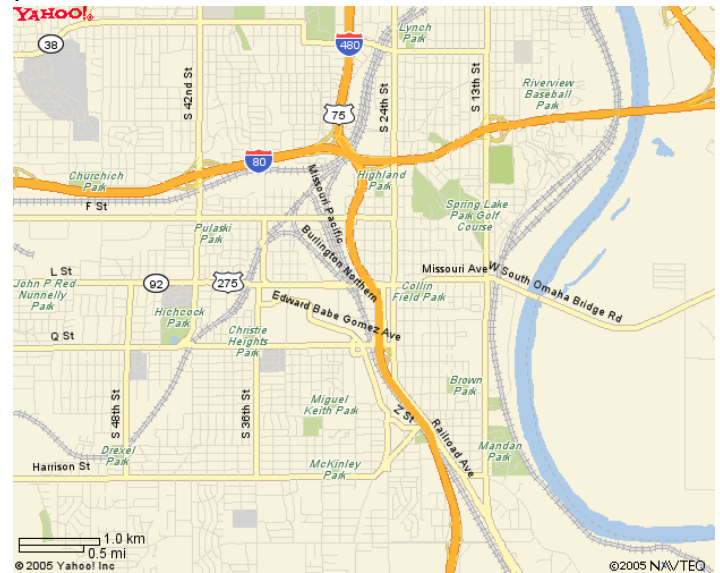 YAHOO!
38
480
Lynch
Park
S 42nd St
75
S 24th St
S 13th St
Riverview
Baseball
Park
80
Churchich
Park
Highland
Park
F St
Missouri Pacific
Spring Lake
Park Golf
Course
Pulaski
Park
Burlington Northern
L St
92
275
Missouri Ave
W South Omaha Bridge Rd
John P Red
Nunnelly
Park
Collin
Field Park
Edward Babe Gomez Ave
Hichcock
Park
Christie
Heights
Park
Q St
S 48th St
S 36th St
Miguel
Keith Park
Brown
Park
Z St
Railroad Ave
Drexel
Park
Mandan
Park
Harrison St
McKinley
Park
1.0 km
0.5 mi
© 2005 Yahoo! Inc
©2005 NAVTEQ